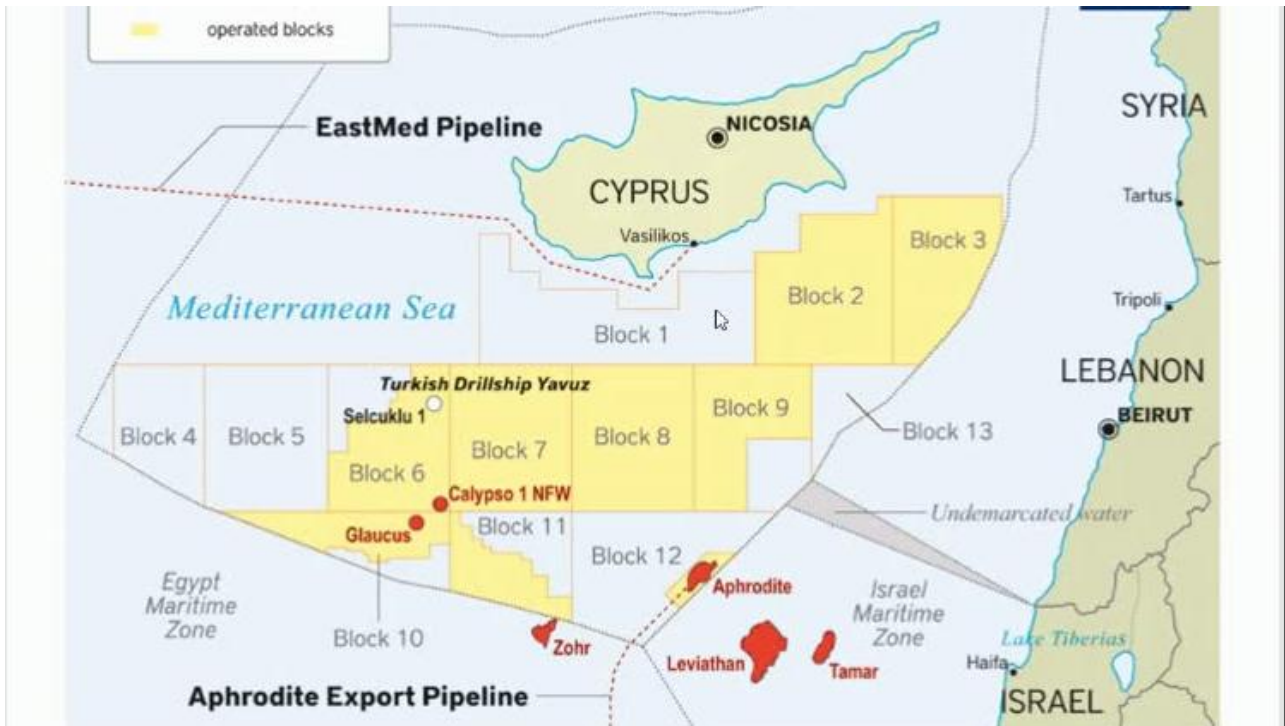 operated blocks
EastMed Pipeline
NICOSIA
SYRIA
CYPRUS
Tartus
Vasilikos
Block 3
Block 2
Mediterranean Sea
Tripoli
Block 1
LEBANON
Turkish Drillship Yavuz
Selcuklu 1
Block 9
BEIRUT
Block 4
Block 5
Block 8
Block 13
Block 7
Block 6
Calypso 1 NFW
Undemarcated water
Glaucus
Block 11
Block 12
Egypt
Maritime
Zone
Aphrodite
Israel
Maritime
Zone
Block 10
Zohr
Lake Tiberias
Leviathan
Tamar
Haifa
Aphrodite Export Pipeline
ISRAEL